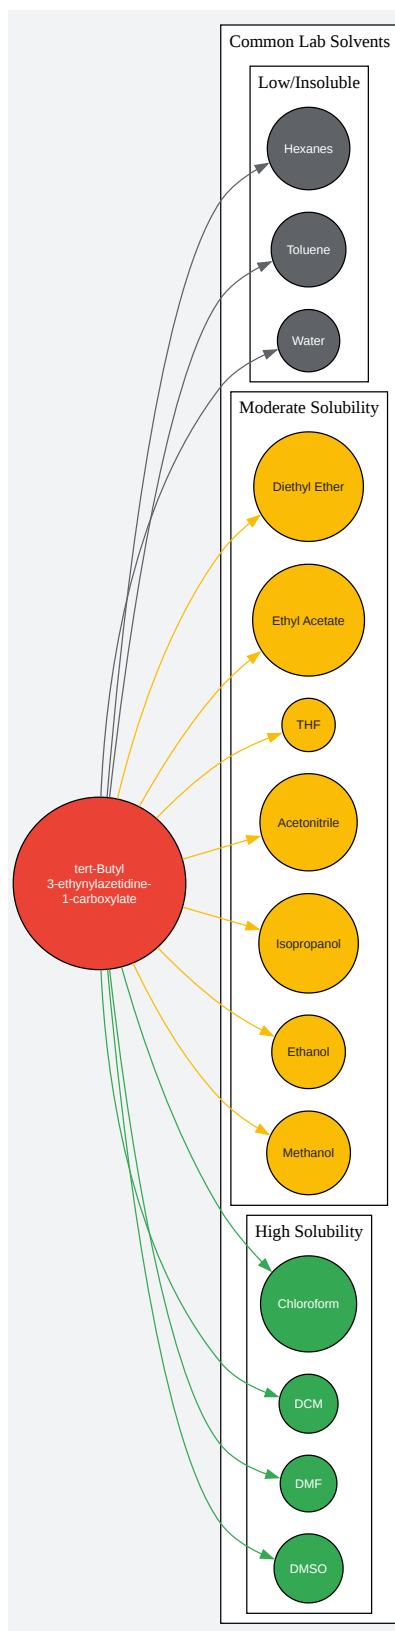 Common Lab Solvents
Low/Insoluble
Hexanes
Toluene
Water
Moderate Solubility
Diethyl Ether
Ethyl Acetate
THF
Acetonitrile
Isopropanol
Ethanol
Methanol
tert-Butyl
3-ethynylazetidine-
1-carboxylate
High Solubility
Chloroform
DCM
DMF
DMSO